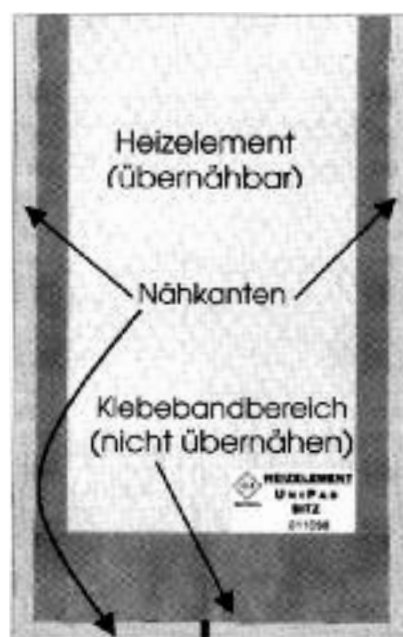 Heizelement
(übernähbar)
Nähkanten
Klebebandbereich
(nicht übernähen)
HEIZELEMENT
UNIPAD
SITZ